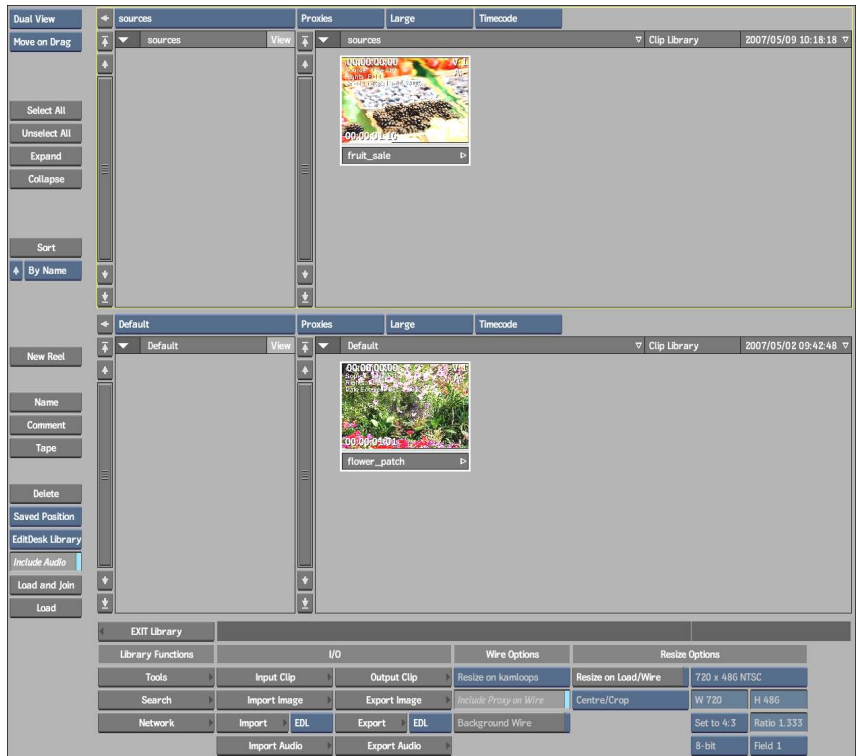 Dual View
sources
Proxies
Large
Timecode
Move on Drag
sources
View
sources
Clip Library
2007/05/09 10:18:18
00:00:00:00
V: 1
00:00:01:16
fruit_sale
Select All
Unselect All
Expand
Collapse
Sort
By Name
Default
Proxies
Large
Timecode
Default
View
Default
Clip Library
2007/05/02 09:42:48
00:00:00:00
V: 1
00:00:01:01
flower_patch
New Reel
Name
Comment
Tape
Delete
Saved Position
EditDesk Library
Include Audio
Load and Join
Load
EXIT Library
Library Functions
I/O
Wire Options
Resize Options
Tools
Input Clip
Output Clip
Resize on kamloops
Resize on Load/Wire
720 x 486 NTSC
Search
Import Image
Export Image
Include Proxy on Wire
Centre/Crop
W 720
H 486
Network
Import
EDL
Export
EDL
Background Wire
Set to 4:3
Ratio 1.333
Import Audio
Export Audio
8-bit
Field 1